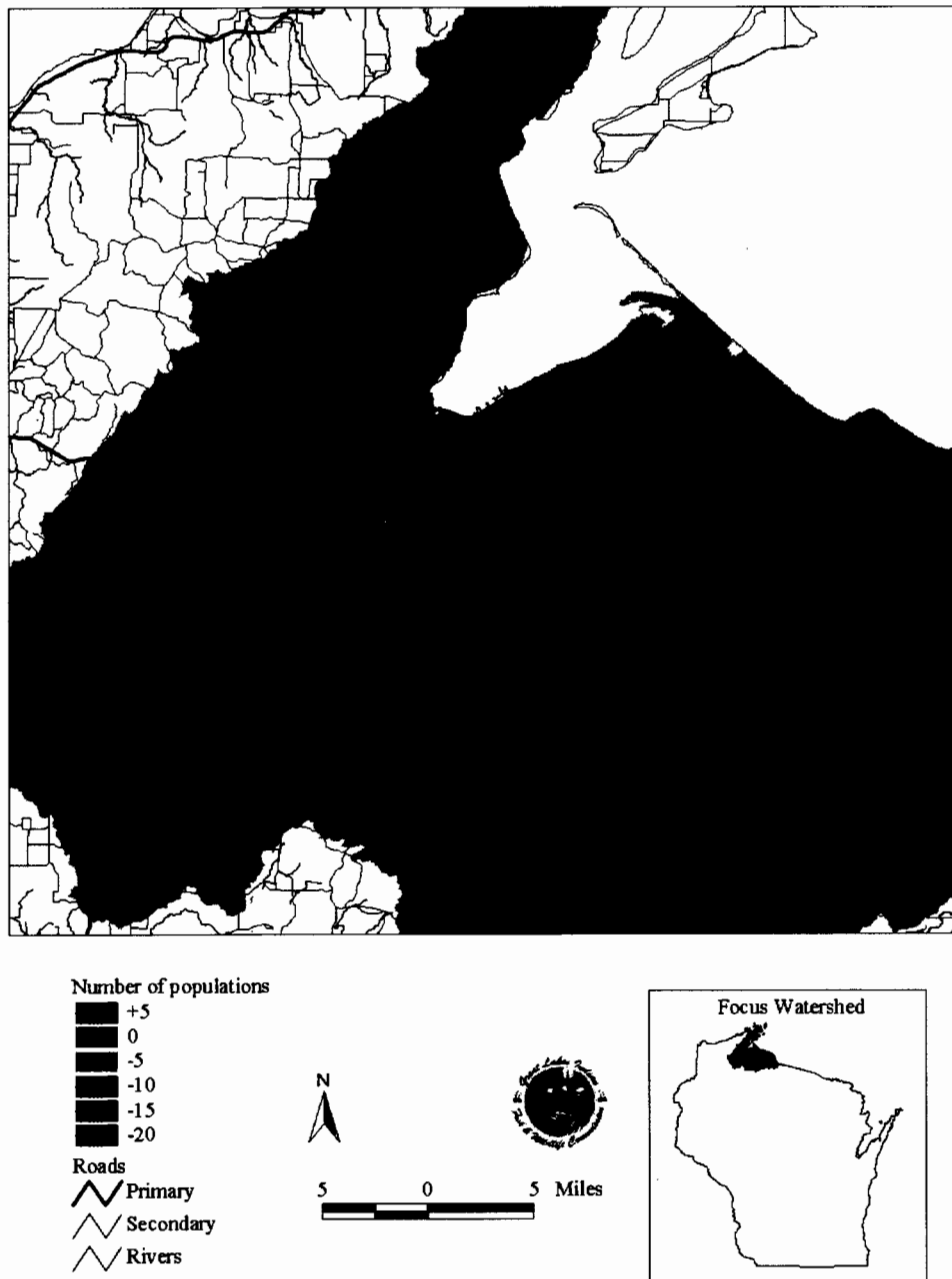 Number of populations
+5
0
-5
-10
-15
-20
Roads
Primary
Secondary
Rivers
N
5 0 5 Miles
Focus Watershed